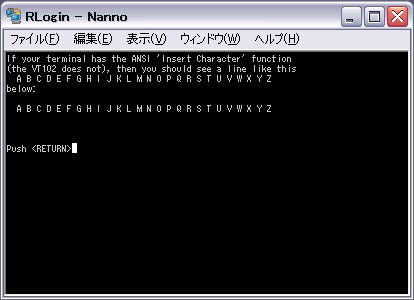 RLogin - Nanno
ファイル(F) 編集(E) 表示(V) ウィンドウ(W) ヘルプ(H)
If your terminal has the ANSI 'Insert Character' function
(the VT102 does not), then you should see a line like this
A B C D E F G H I J K L M N O P Q R S T U V W X Y Z
below:
A B C D E F G H I J K L M N O P Q R S T U V W X Y Z
Push <RETURN>